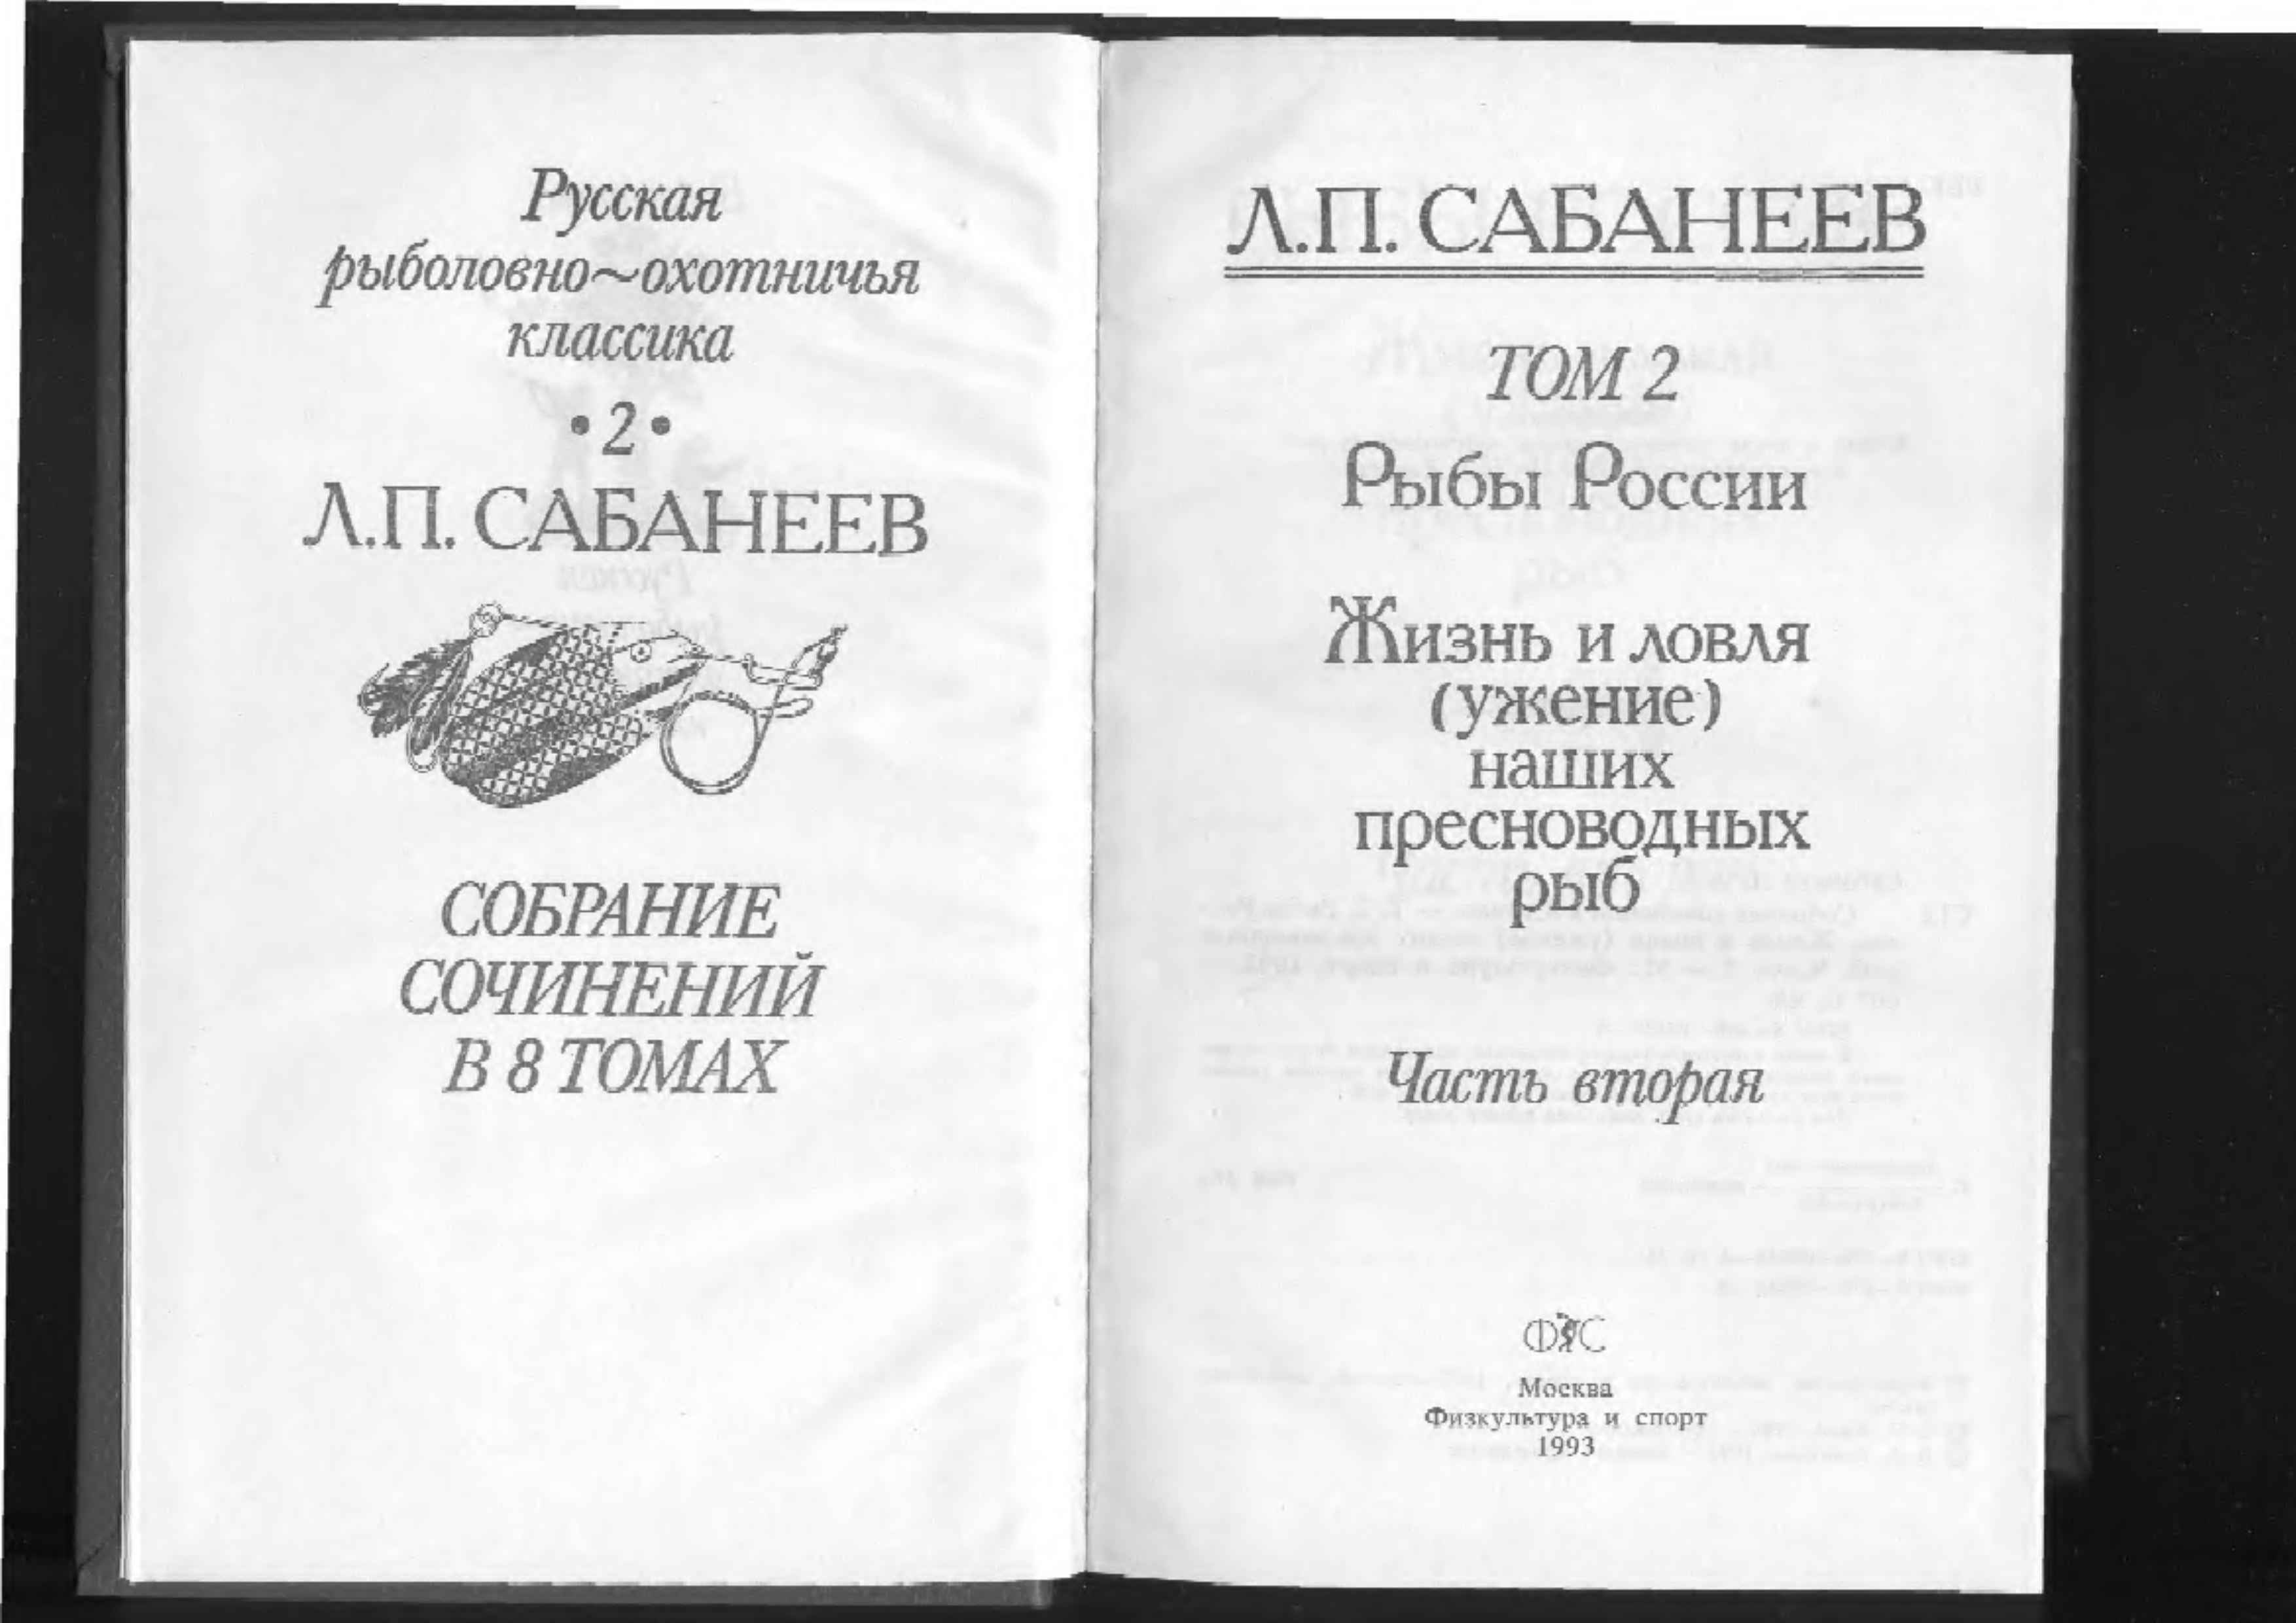 Русская
рыболовно~охотничья
классика
•2•
Л.П. САБАНЕЕВ
СОБРАНИЕ
СОЧИНЕНИЙ
В 8 ТОМАХ
Л.П. САБАНЕЕВ
ТОМ 2
Рыбы России
Жизнь и ловля
(ужение)
наших
пресноводных
рыб
Часть вторая
ФиС
Москва
Физкультура и спорт
1993